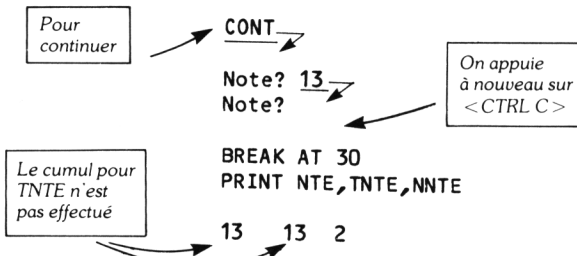 Pour
continuer
CONT
Note? 13
Note?
On appuie
à nouveau sur
<CTRL C>
BREAK AT 30
PRINT NTE,TNTE,NNTE
Le cumul pour
TNTE n'est
pas effectué
13 13 2